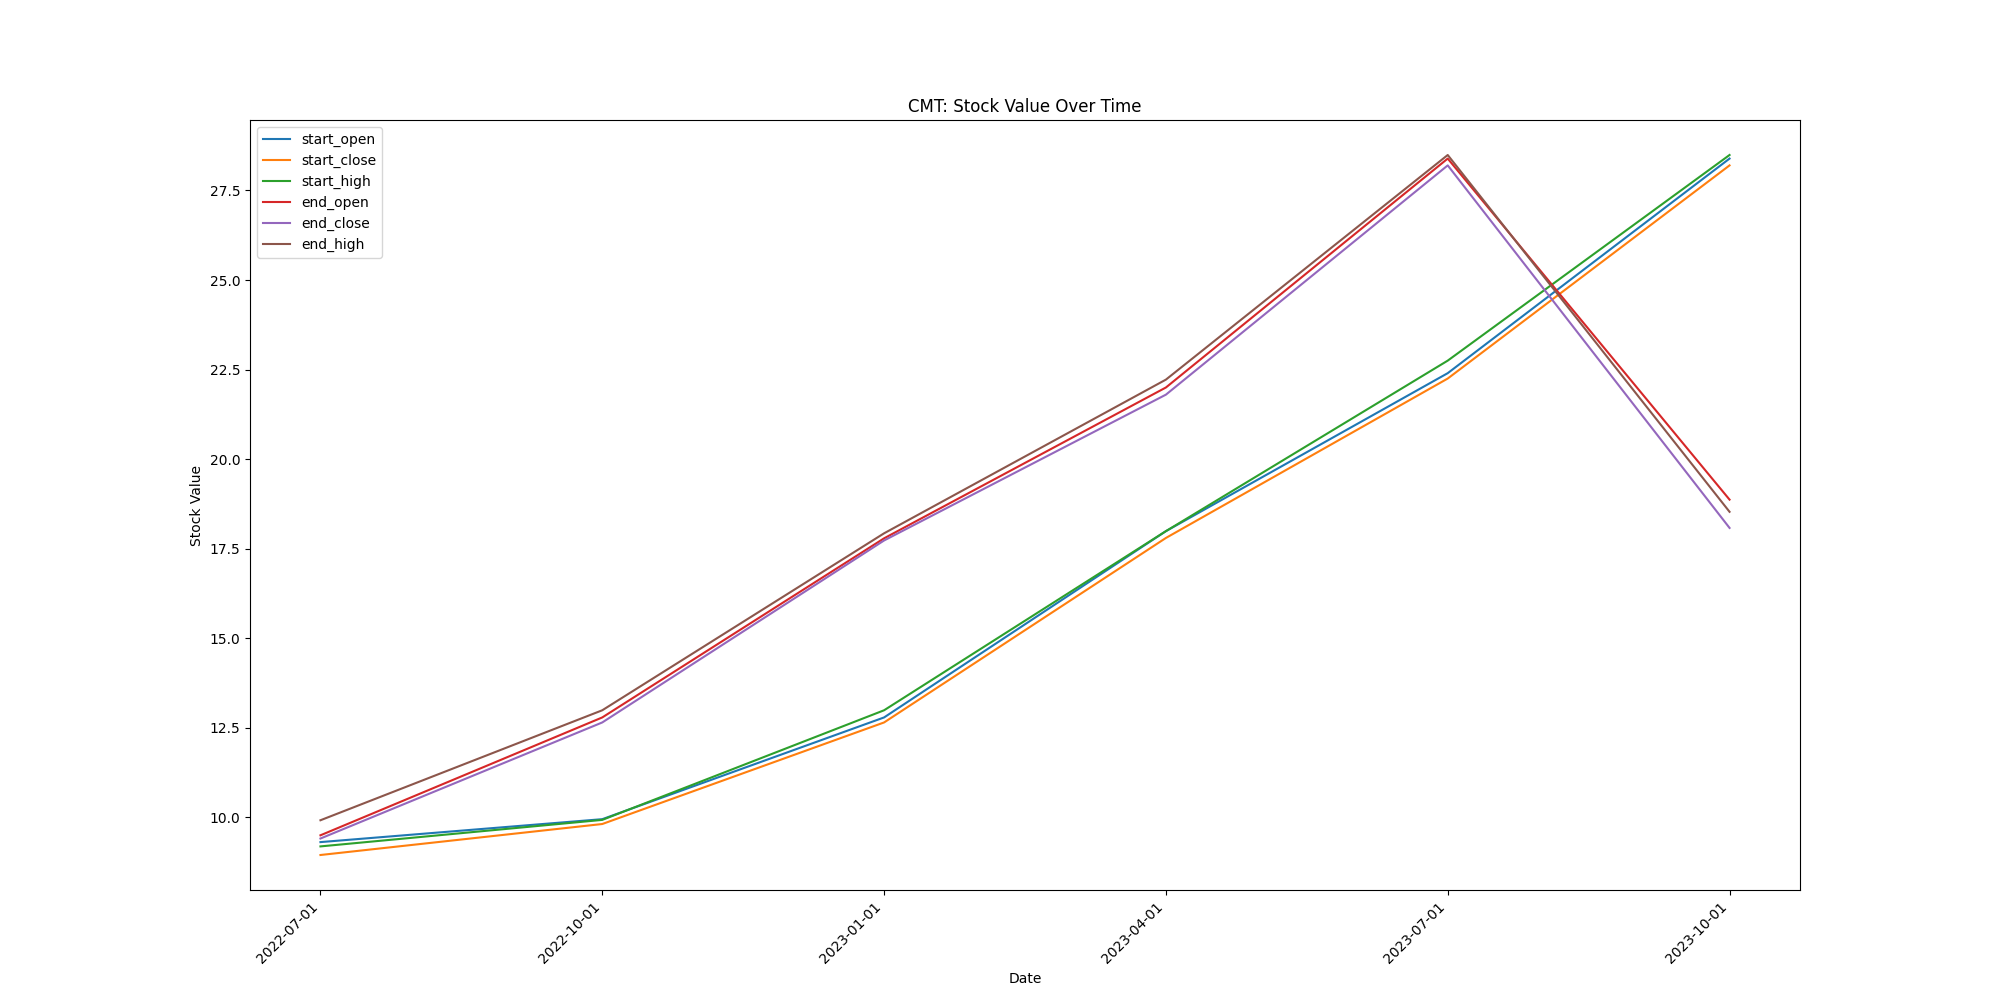 CMT: Stock Value Over Time
start_open
start_close
start_high
end_open
end_close
end_high
27.5
25.0
22.5
20.0
17.5
15.0
12.5
10.0
Stock Value
2022-07-01
2022-10-01
2023-01-01
2023-04-01
2023-07-01
2023-10-01
Date